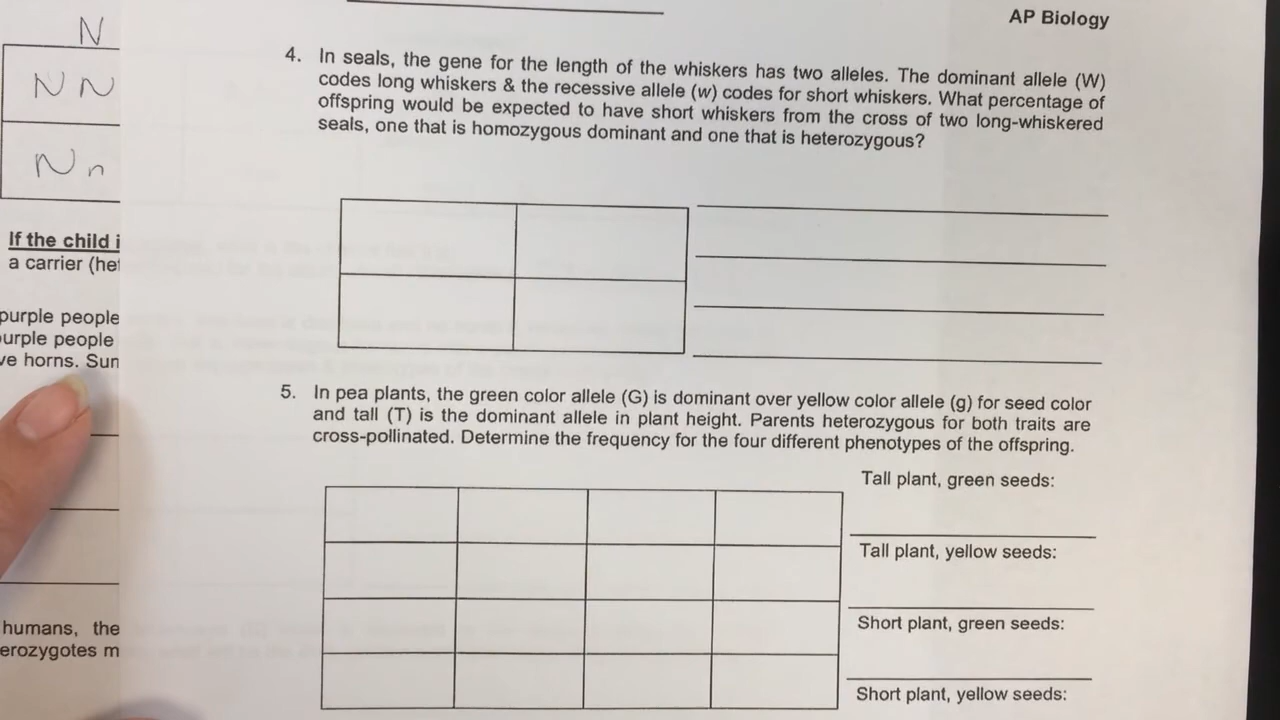 N
N N
N n
If the child i
a carrier (het
purple people
purple people
ve horns. Sun
humans, the
erozygotes m
AP Biology
4. In seals, the gene for the length of the whiskers has two alleles. The dominant allele (W)
codes long whiskers & the recessive allele (w) codes for short whiskers. What percentage of
offspring would be expected to have short whiskers from the cross of two long-whiskered
seals, one that is homozygous dominant and one that is heterozygous?
5. In pea plants, the green color allele (G) is dominant over yellow color allele (g) for seed color
and tall (T) is the dominant allele in plant height. Parents heterozygous for both traits are
cross-pollinated. Determine the frequency for the four different phenotypes of the offspring.
Tall plant, green seeds:
Tall plant, yellow seeds:
Short plant, green seeds:
Short plant, yellow seeds: